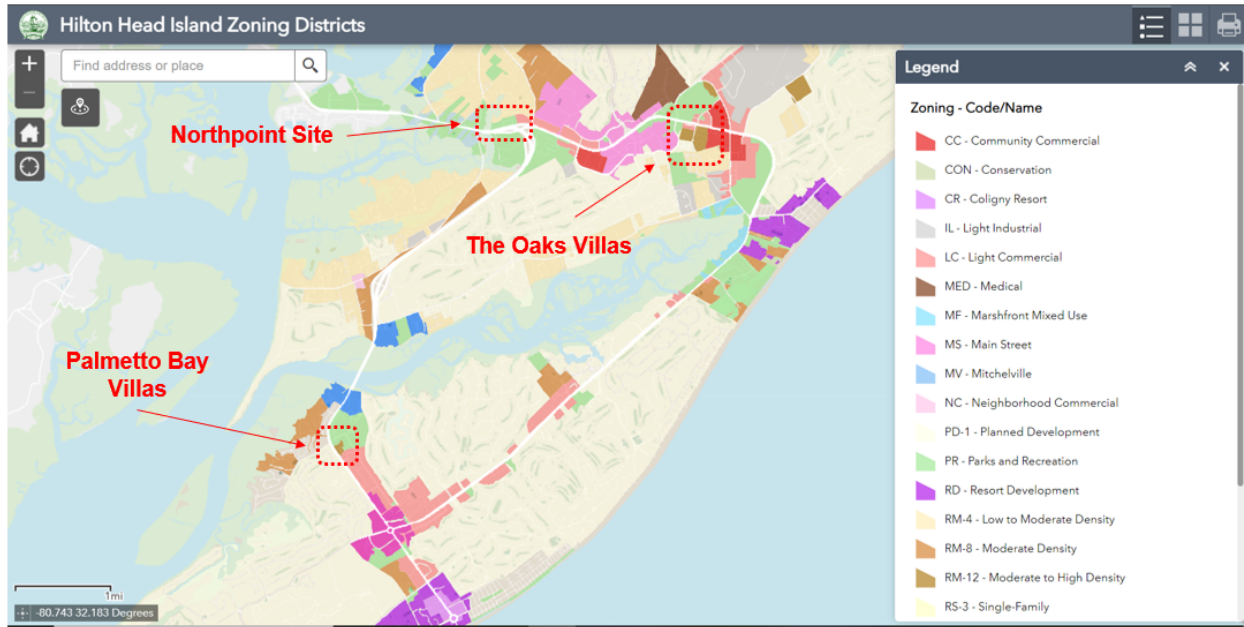 Hilton Head Island Zoning Districts
+
Find address or place
−
Northpoint Site
The Oaks Villas
Palmetto Bay
Villas
1mi
-80.743 32.183 Degrees
Legend
Zoning - Code/Name
CC - Community Commercial
CON - Conservation
CR - Coligny Resort
IL - Light Industrial
LC - Light Commercial
MED - Medical
MF - Marshfront Mixed Use
MS - Main Street
MV - Mitchelville
NC - Neighborhood Commercial
PD-1 - Planned Development
PR - Parks and Recreation
RD - Resort Development
RM-4 - Low to Moderate Density
RM-8 - Moderate Density
RM-12 - Moderate to High Density
RS-3 - Single-Family